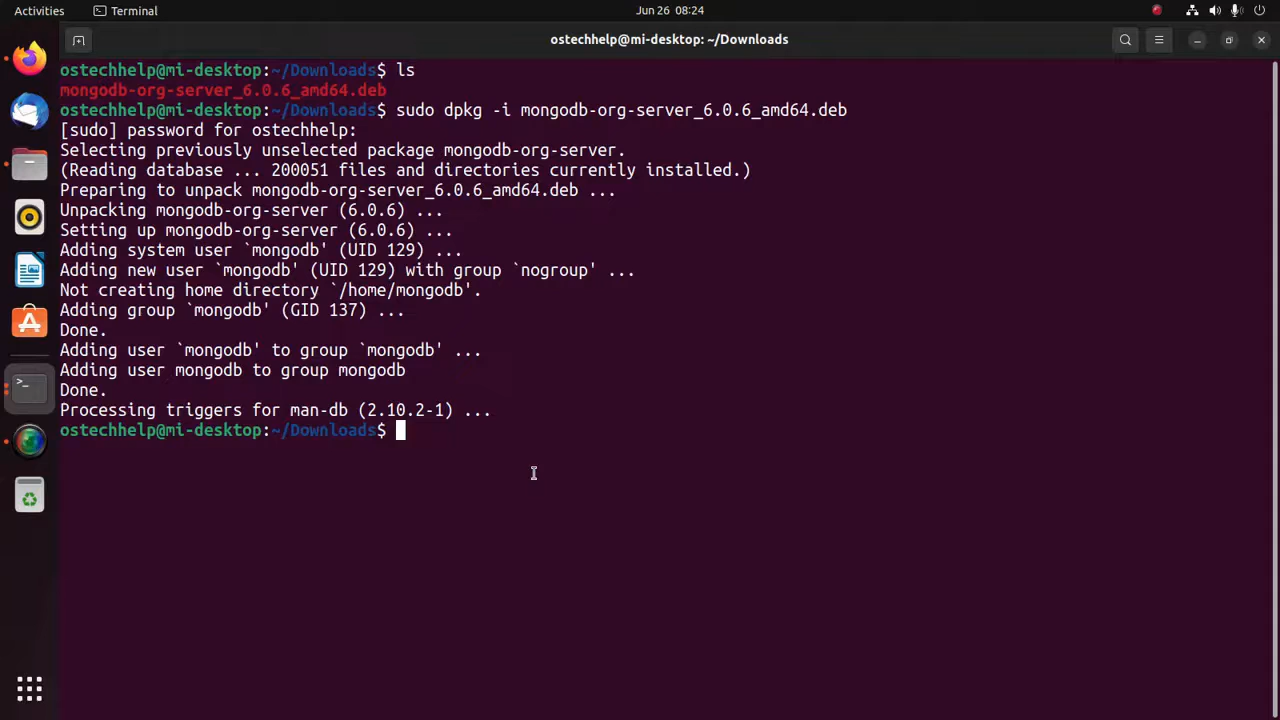 Activities Terminal Jun 26 08:24
ostechhelp@mi-desktop: ~/Downloads
ostechhelp@mi-desktop:~/Downloads$ ls
mongodb-org-server_6.0.6_amd64.deb
ostechhelp@mi-desktop:~/Downloads$ sudo dpkg -i mongodb-org-server_6.0.6_amd64.deb
[sudo] password for ostechhelp:
Selecting previously unselected package mongodb-org-server.
(Reading database ... 200051 files and directories currently installed.)
Preparing to unpack mongodb-org-server_6.0.6_amd64.deb ...
Unpacking mongodb-org-server (6.0.6) ...
Setting up mongodb-org-server (6.0.6) ...
Adding system user `mongodb' (UID 129) ...
Adding new user `mongodb' (UID 129) with group `nogroup' ...
Not creating home directory `/home/mongodb'.
Adding group `mongodb' (GID 137) ...
Done.
Adding user `mongodb' to group `mongodb' ...
Adding user mongodb to group mongodb
Done.
Processing triggers for man-db (2.10.2-1) ...
ostechhelp@mi-desktop:~/Downloads$